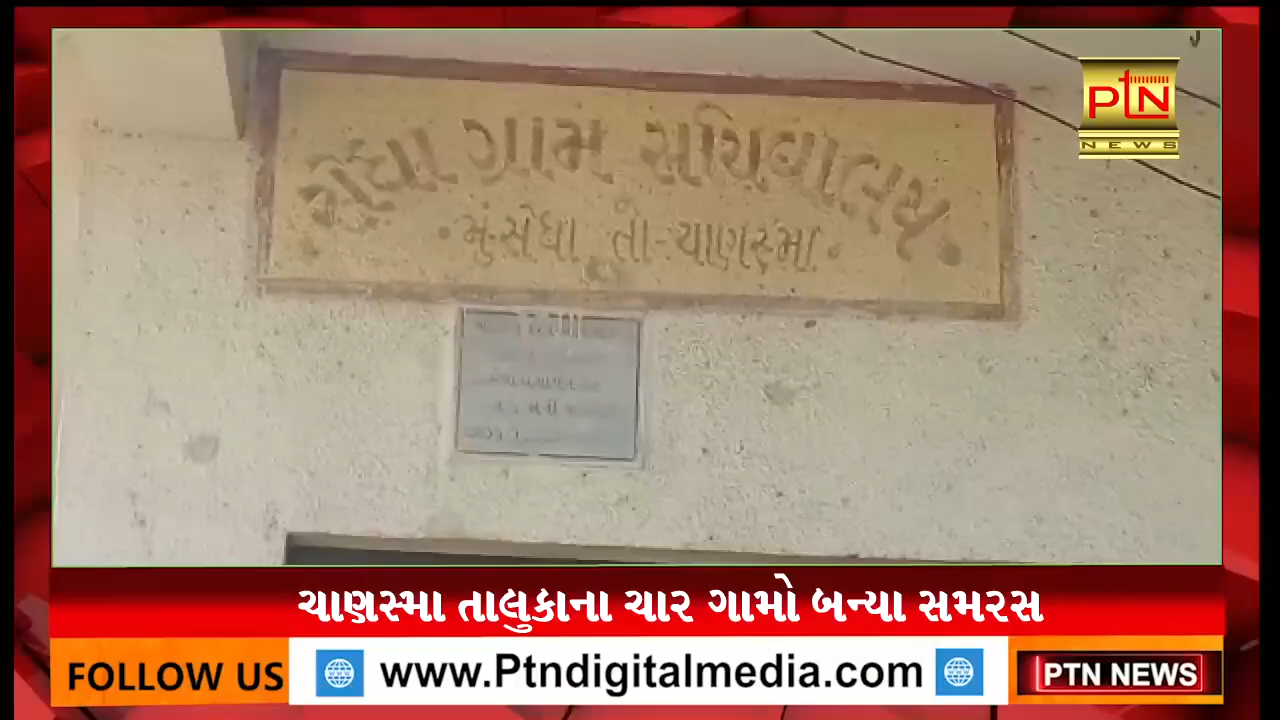 PTN
NEWS
સેધા ગ્રામ સચિવાલય
મું-સેધા તા-ચાણસ્મા
ચાણસ્મા તાલુકાના ચાર ગામો બન્યા સમરસ
FOLLOW US
www.Ptndigitalmedia.com
PTN NEWS